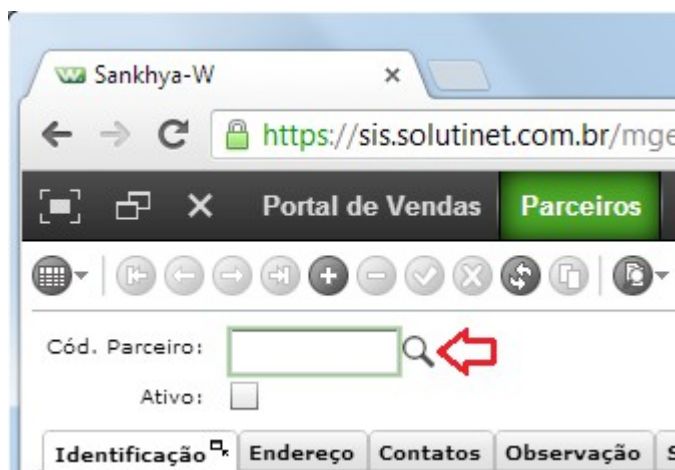 Sankhya-W
https://sis.solutinet.com.br/mge
Portal de Vendas Parceiros
Cód. Parceiro:
Ativo:
Identificação Endereço Contatos Observação S